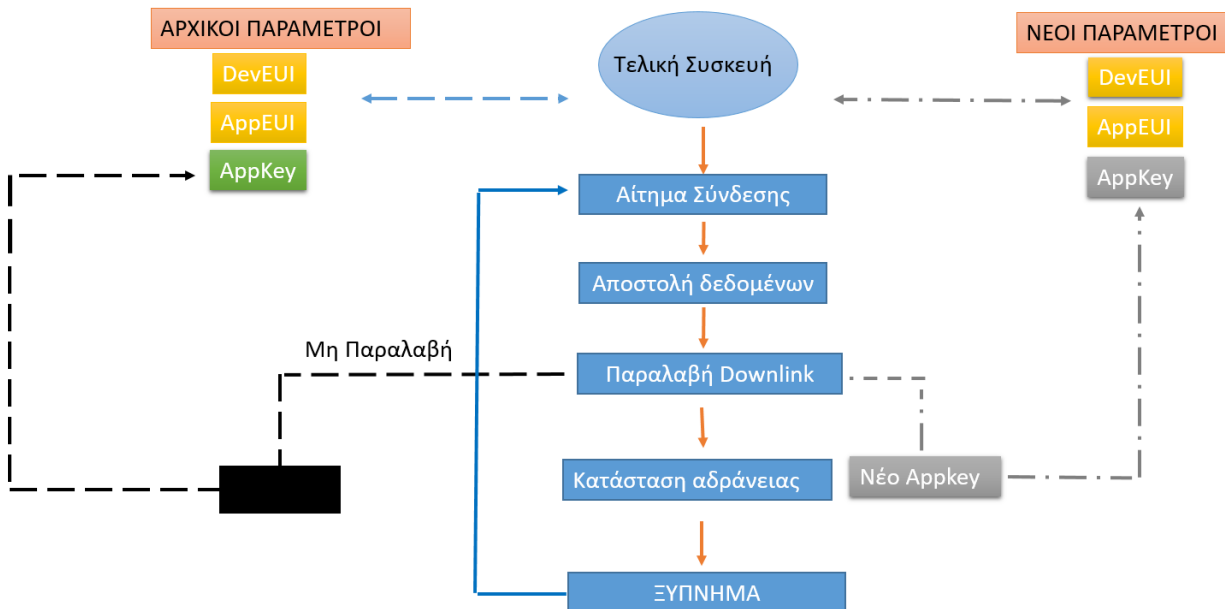 ΑΡΧΙΚΟΙ ΠΑΡΑΜΕΤΡΟΙ
DevEUI
AppEUI
AppKey
Τελική Συσκευή
ΝΕΟΙ ΠΑΡΑΜΕΤΡΟΙ
DevEUI
AppEUI
AppKey
Αίτημα Σύνδεσης
Αποστολή δεδομένων
Μη Παραλαβή
Παραλαβή Downlink
Κατάσταση αδράνειας
Νέο Appkey
ΞΥΠΝΗΜΑ